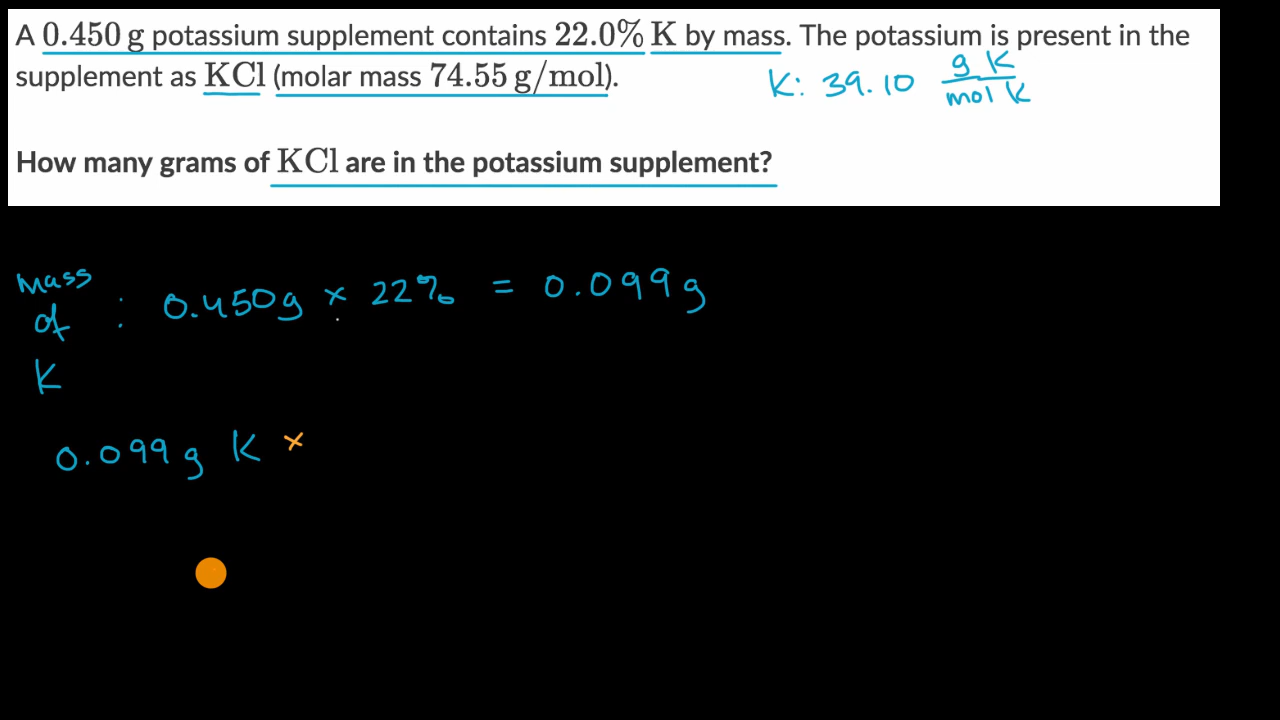 A 0.450 g potassium supplement contains 22.0% K by mass. The potassium is present in the
supplement as KCl (molar mass 74.55 g/mol).
K: 39.10 g K / mol K
How many grams of KCl are in the potassium supplement?
Mass of K : 0.450g × 22% = 0.099g
0.099g K ×